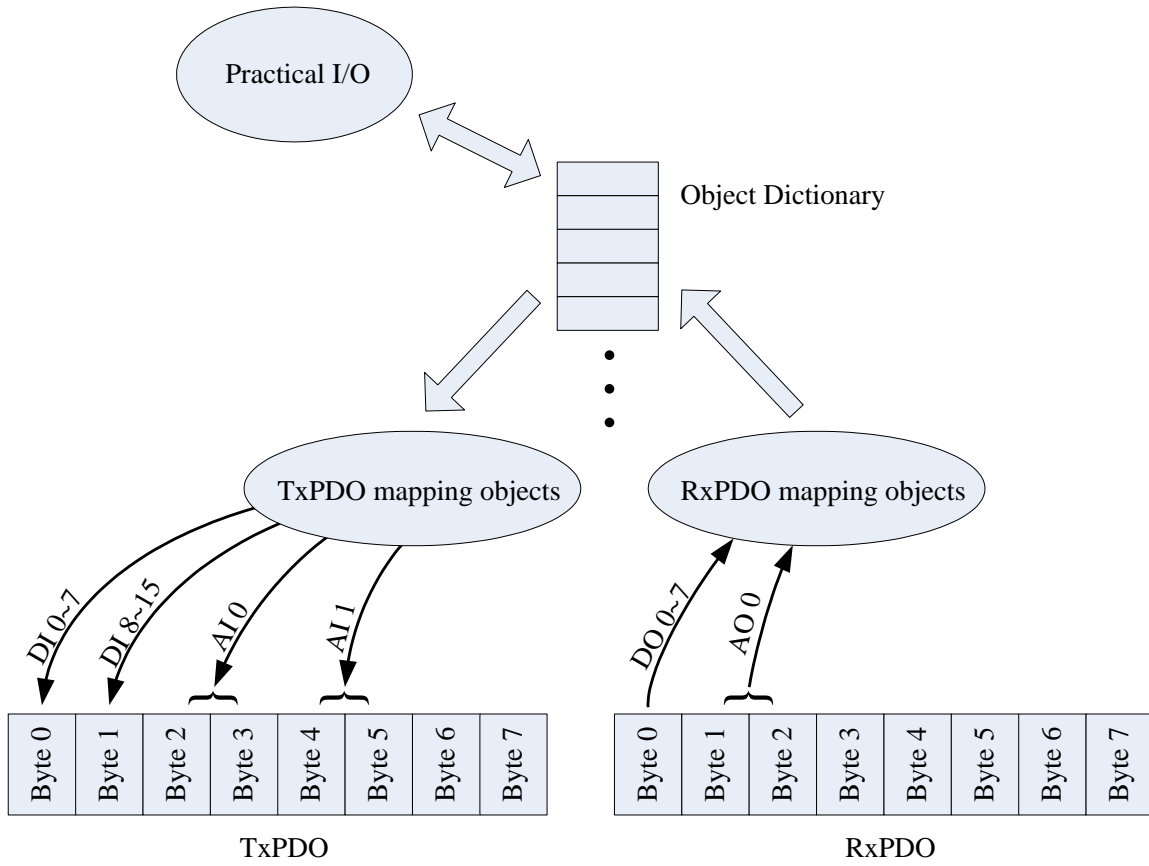 Practical I/O
Object Dictionary
TxPDO mapping objects
RxPDO mapping objects
DI 0~7
DI 8~15
AI 0
AI 1
DO 0~7
AO 0
Byte 0
Byte 1
Byte 2
Byte 3
Byte 4
Byte 5
Byte 6
Byte 7
Byte 0
Byte 1
Byte 2
Byte 3
Byte 4
Byte 5
Byte 6
Byte 7
TxPDO
RxPDO